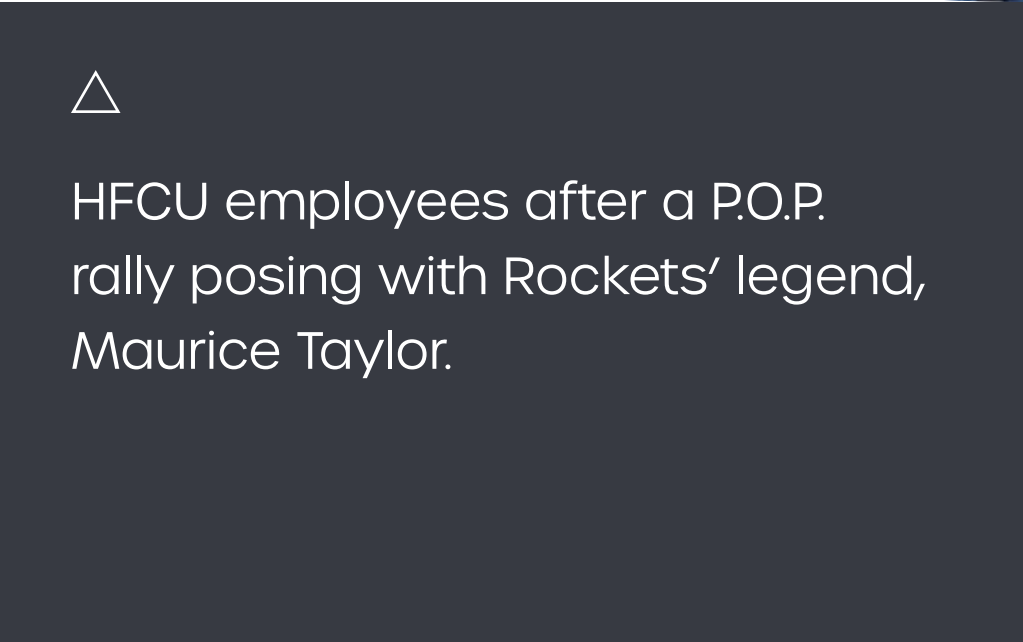 HFCU employees after a P.O.P.
rally posing with Rockets’ legend,
Maurice Taylor.